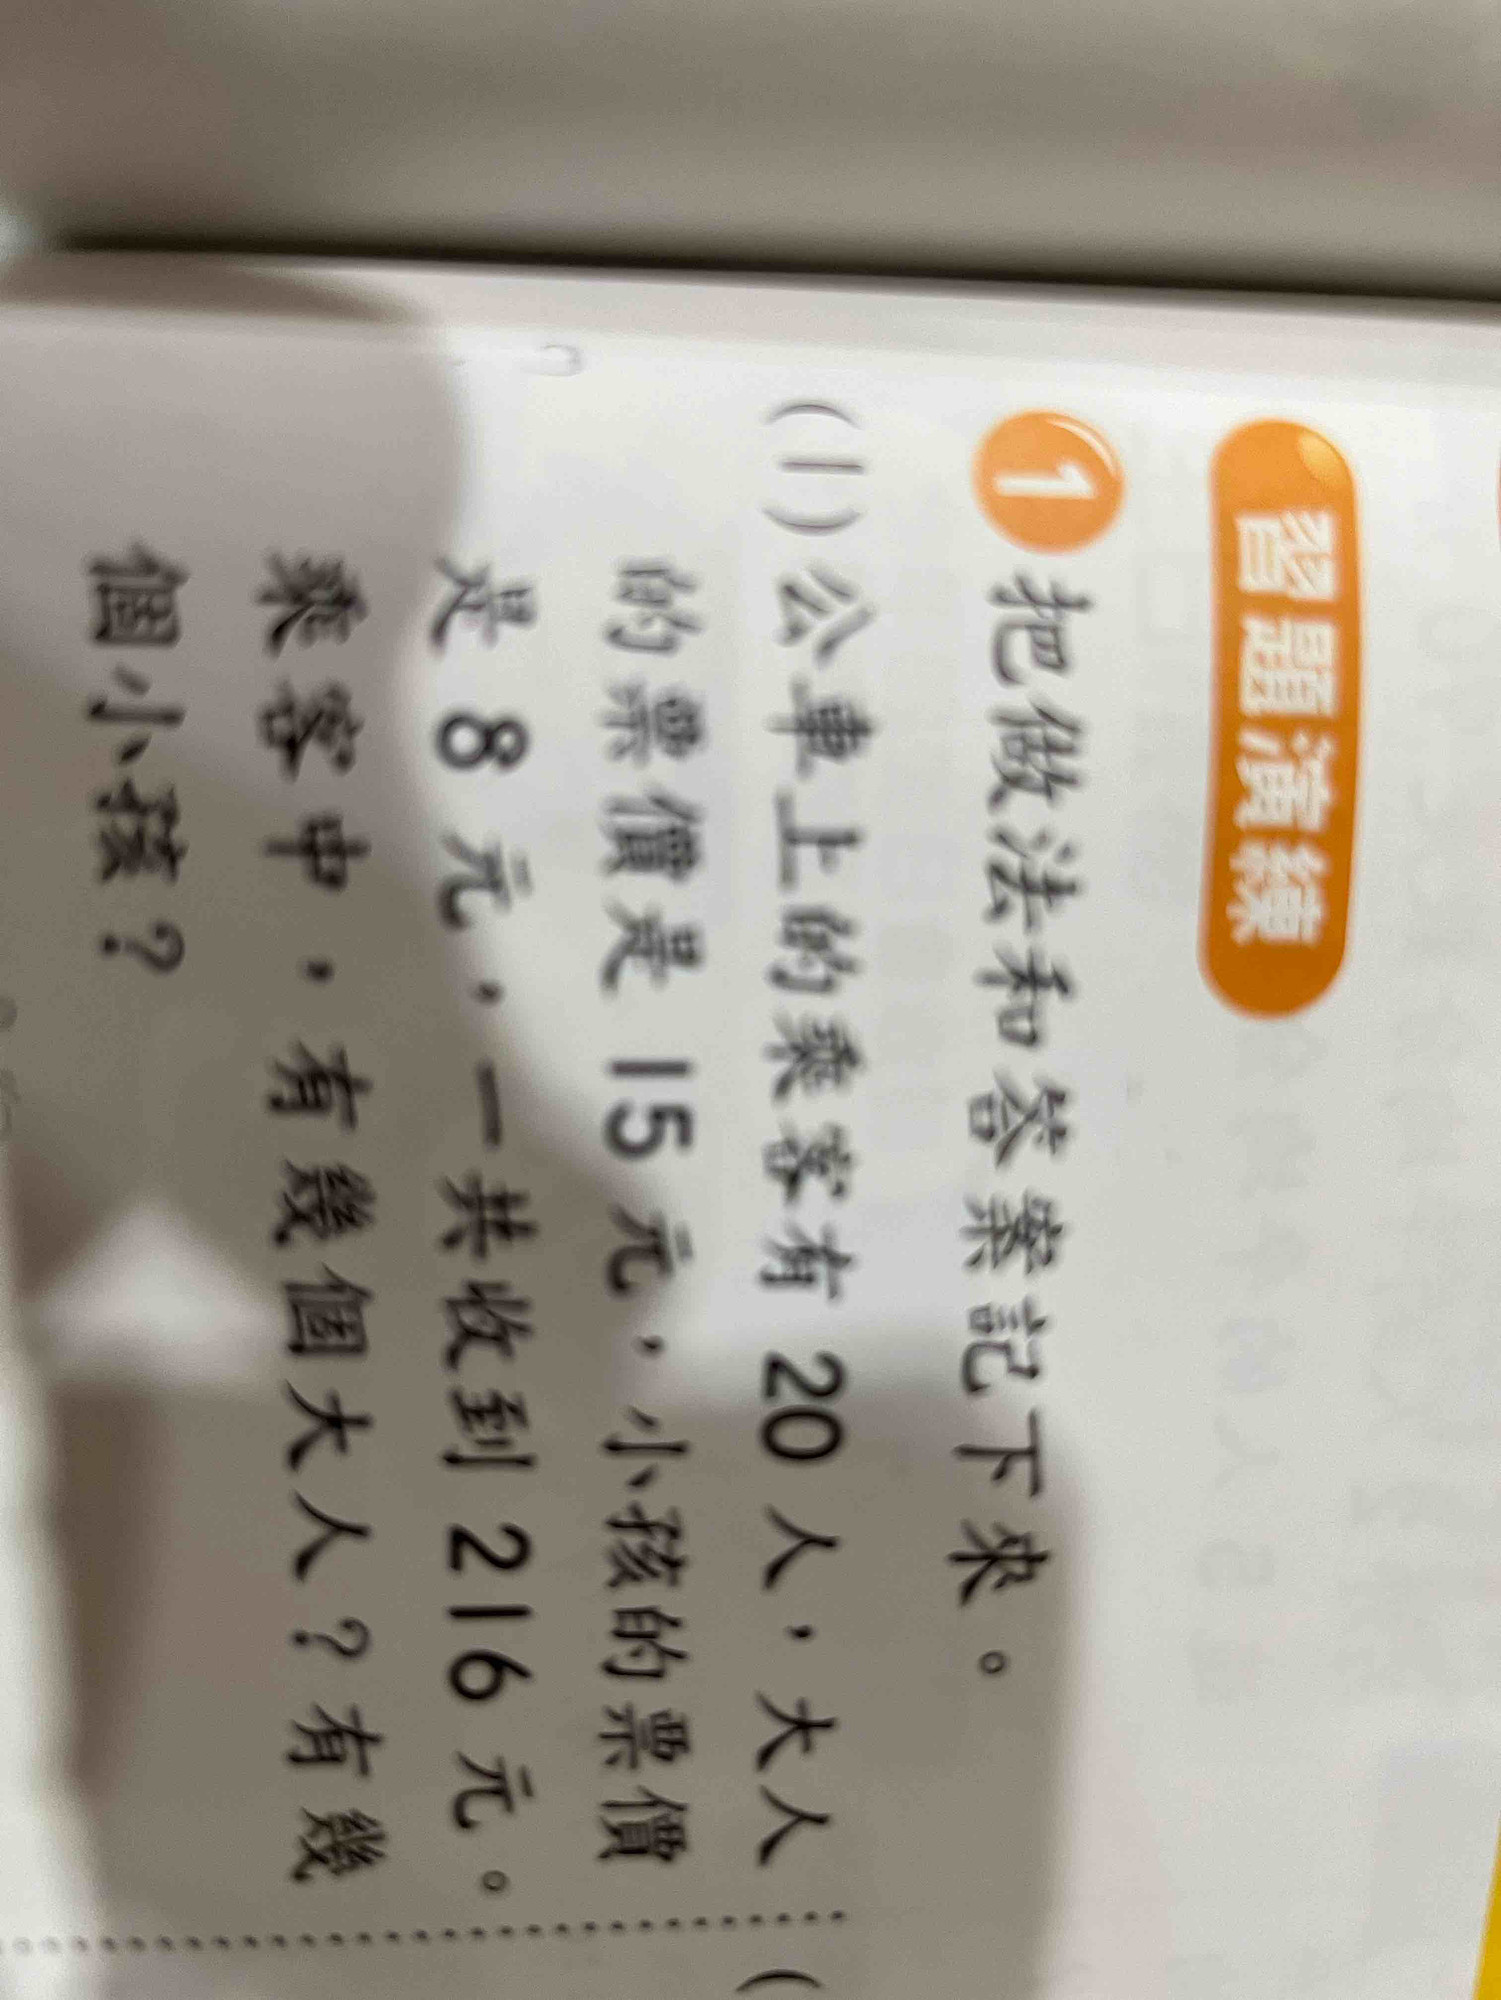 習題演練
1 把做法和答案記下來。
(1)公車上的乘客有 20 人,大人
的票價是 15 元,小孩的票價
是 8 元,一共收到 216 元。
乘客中,有幾個大人?有幾
個小孩?
(